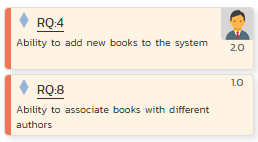 RQ:4
Ability to add new books to the system
2.0
RQ:8
1.0
Ability to associate books with different
authors